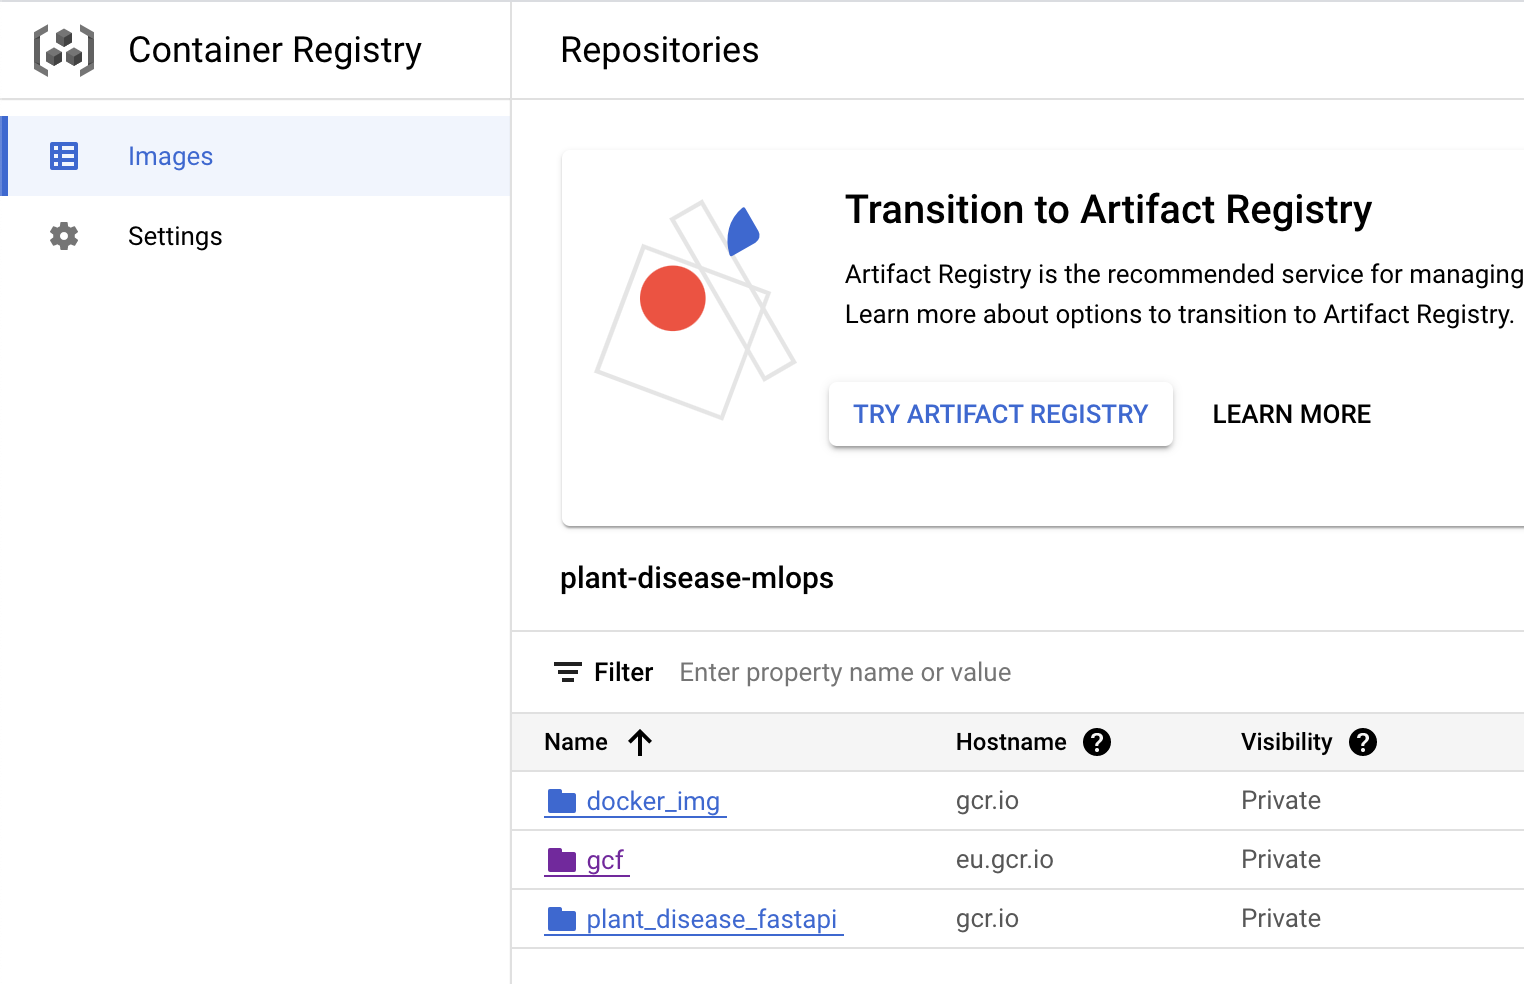 Container Registry
Repositories
Images
Settings
Transition to Artifact Registry
Artifact Registry is the recommended service for managing
Learn more about options to transition to Artifact Registry.
TRY ARTIFACT REGISTRY
LEARN MORE
plant-disease-mlops
Filter Enter property name or value
Name Hostname Visibility
docker_img gcr.io Private
gcf eu.gcr.io Private
plant_disease_fastapi gcr.io Private